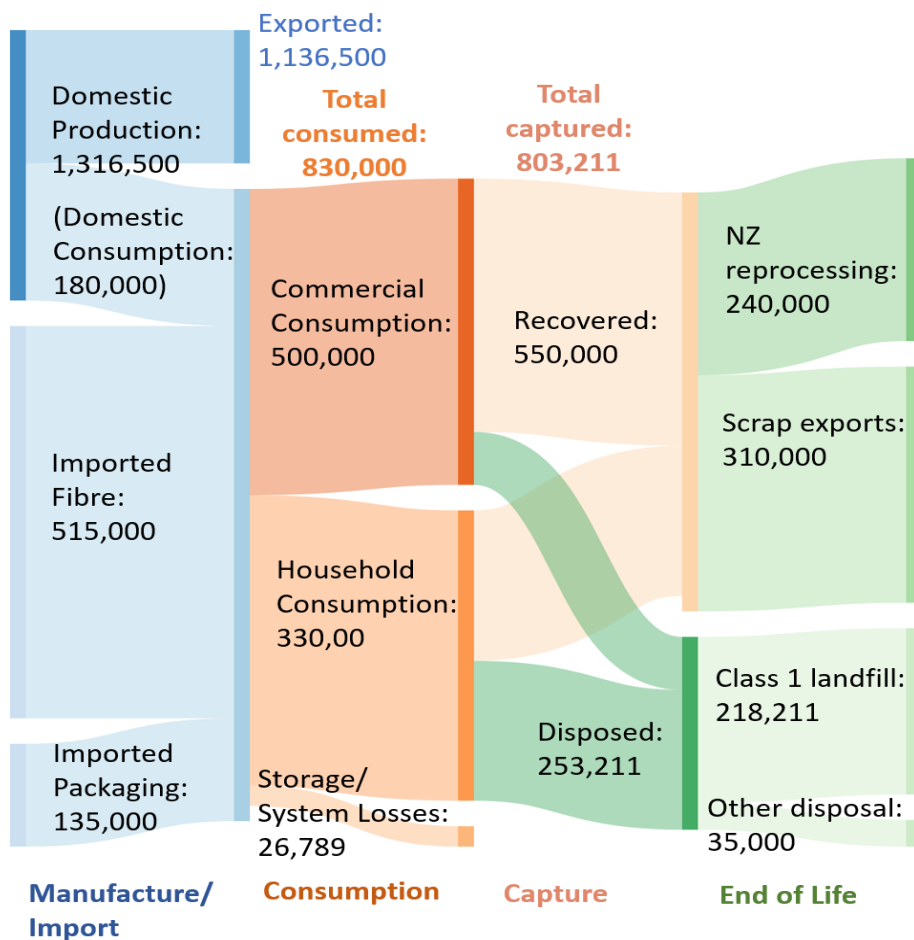 Exported:
1,136,500
Domestic
Production:
1,316,500
(Domestic
Consumption:
180,000)
Imported
Fibre:
515,000
Imported
Packaging:
135,000
Manufacture/
Import
Total
consumed:
830,000
Commercial
Consumption:
500,000
Household
Consumption:
330,00
Storage/
System Losses:
26,789
Consumption
Total
captured:
803,211
Recovered:
550,000
Disposed:
253,211
Capture
NZ
reprocessing:
240,000
Scrap exports:
310,000
Class 1 landfill:
218,211
Other disposal:
35,000
End of Life